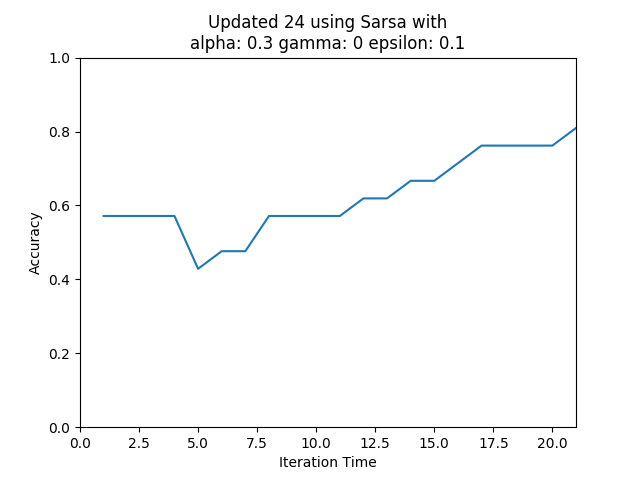 Updated 24 using Sarsa with
alpha: 0.3 gamma: 0 epsilon: 0.1
1.0
0.8
0.6
0.4
0.2
0.0
Accuracy
0.0 2.5 5.0 7.5 10.0 12.5 15.0 17.5 20.0
Iteration Time